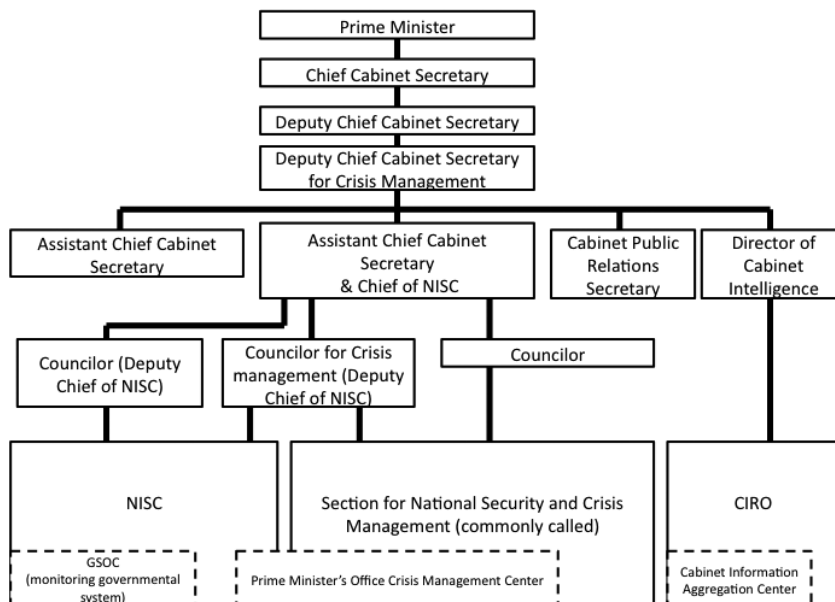 Prime Minister
Chief Cabinet Secretary
Deputy Chief Cabinet Secretary
Deputy Chief Cabinet Secretary
for Crisis Management
Assistant Chief Cabinet
Secretary
Assistant Chief Cabinet
Secretary
& Chief of NISC
Cabinet Public
Relations
Secretary
Director of
Cabinet
Intelligence
Councilor (Deputy
Chief of NISC)
Councilor for Crisis
management (Deputy
Chief of NISC)
Councilor
NISC
Section for National Security and Crisis
Management (commonly called)
CIRO
GSOC
(monitoring governmental
system)
Prime Minister's Office Crisis Management Center
Cabinet Information
Aggregation Center